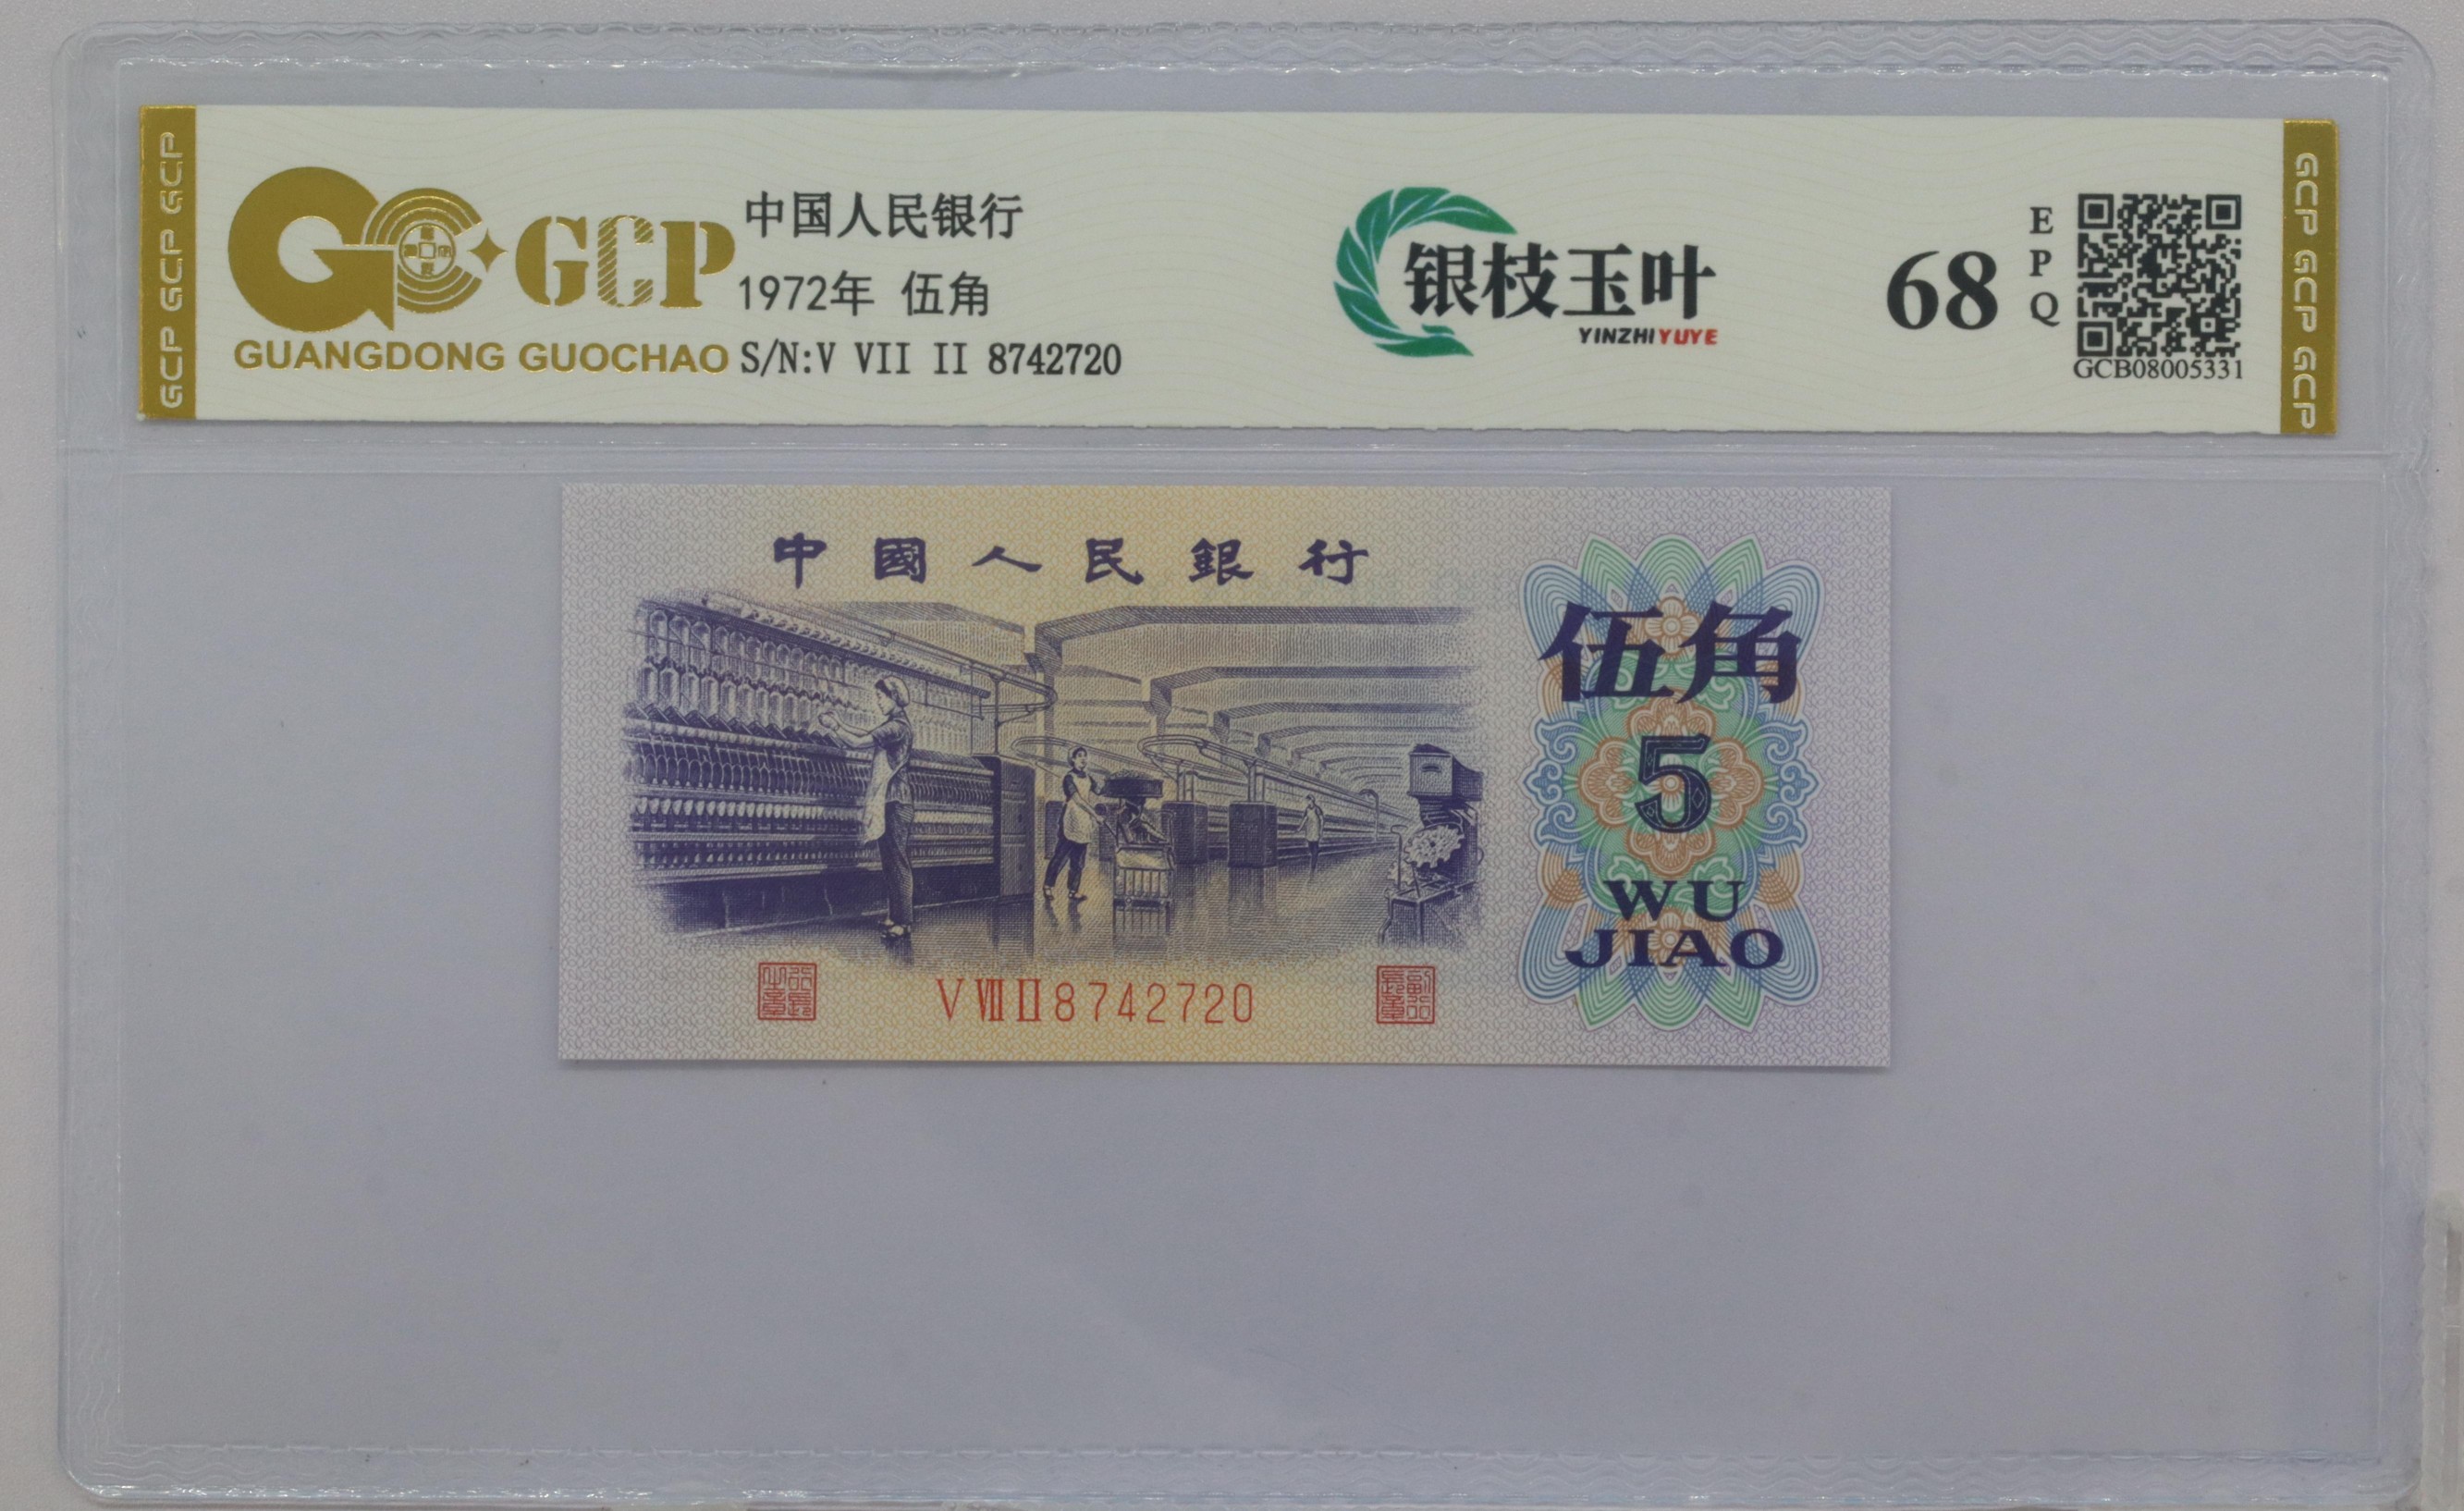 GCP GCP GCP
GCP
GUANGDONG GUOCHAO
中国人民银行
1972年 伍角
S/N:V VII II 8742720
银枝玉叶
YINZHIYUYE
68
EPQ
GCB08005331
GCP GCP GCP
中國人民銀行
伍角
5
WU
JIAO
V VII II 8742720